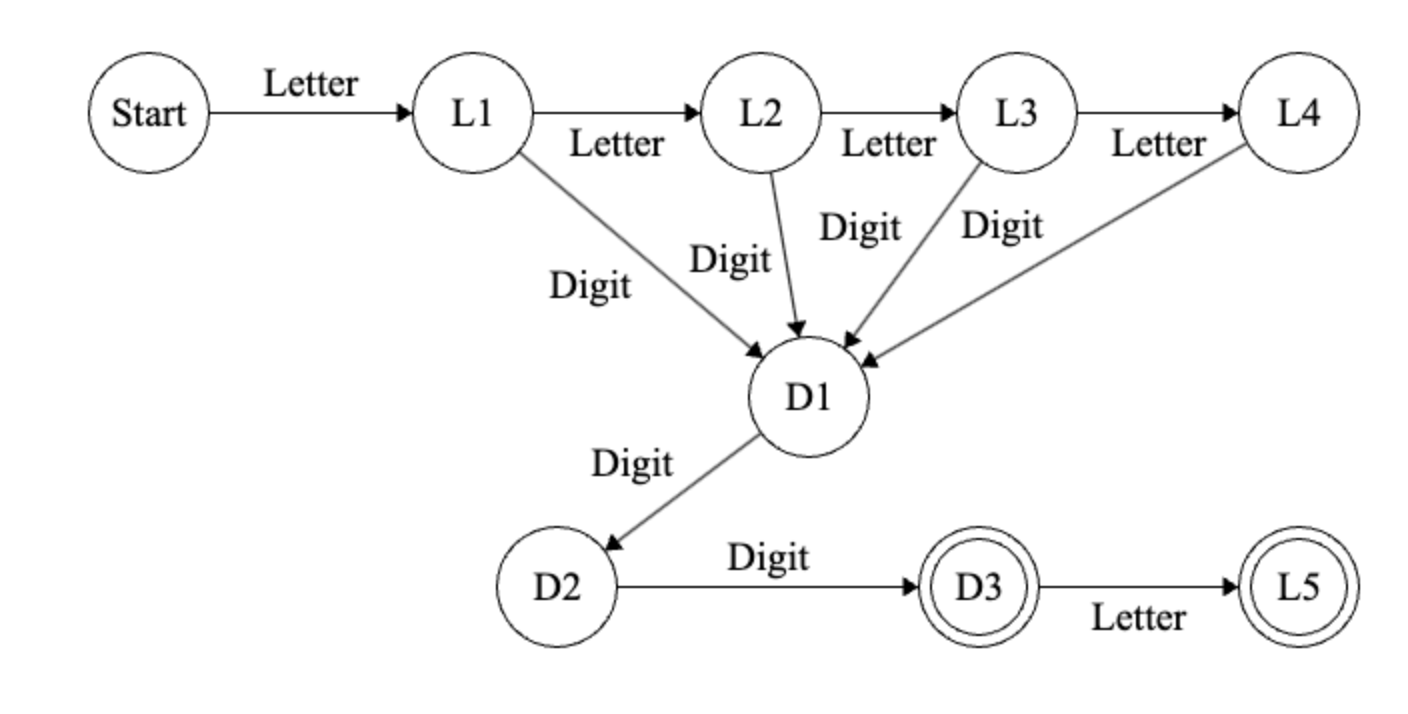 Letter
Start L1 L2 L3 L4
Letter Letter Letter
Digit Digit
Digit
Digit
D1
Digit
Digit
D2 D3 L5
Letter